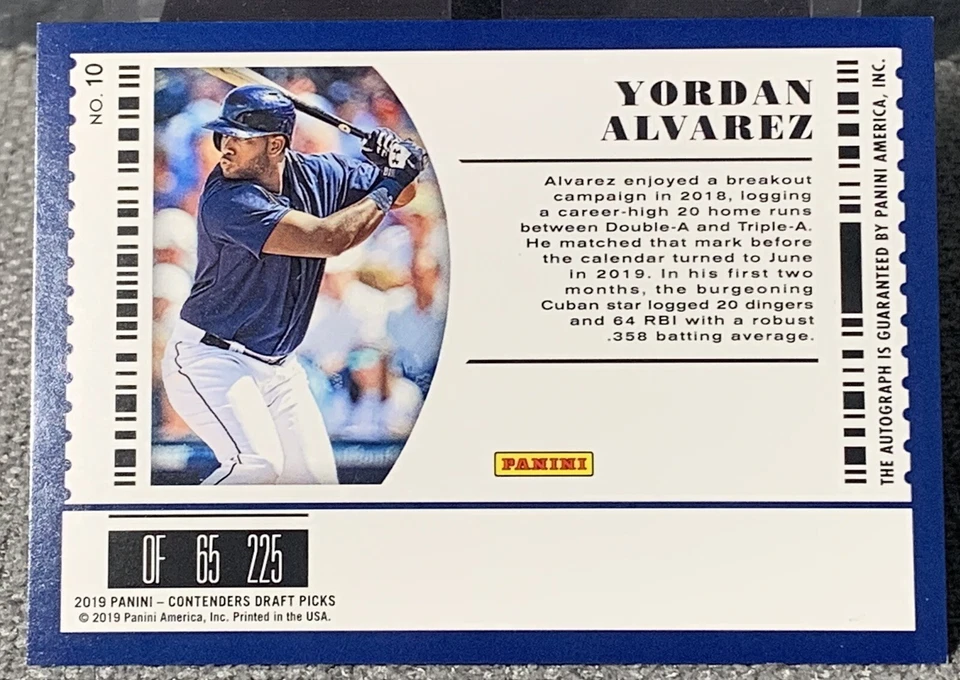 NO. 10
YORDAN
ALVAREZ
Alvarez enjoyed a breakout
campaign in 2018, logging
a career-high 20 home runs
between Double-A and Triple-A.
He matched that mark before
the calendar turned to June
in 2019. In his first two
months, the burgeoning
Cuban star logged 20 dingers
and 64 RBI with a robust
.358 batting average.
PANINI
THE AUTOGRAPH IS GUARANTEED BY PANINI AMERICA, INC.
OF 65 225
2019 PANINI – CONTENDERS DRAFT PICKS
© 2019 Panini America, Inc. Printed in the USA.